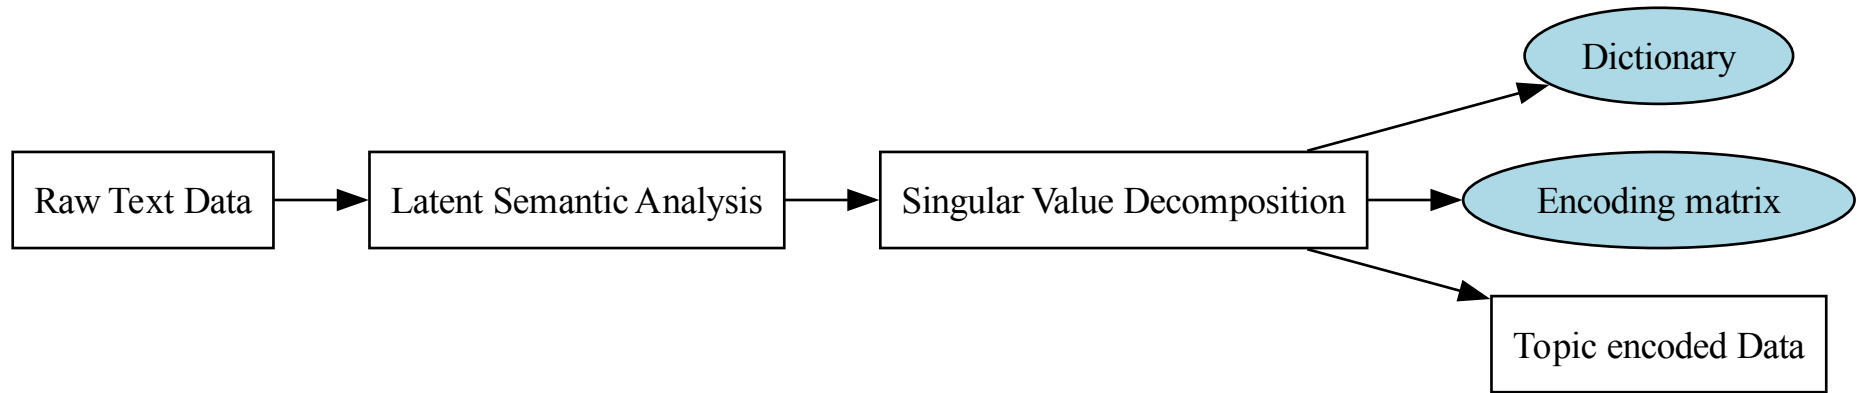 Raw Text Data
Latent Semantic Analysis
Singular Value Decomposition
Dictionary
Encoding matrix
Topic encoded Data